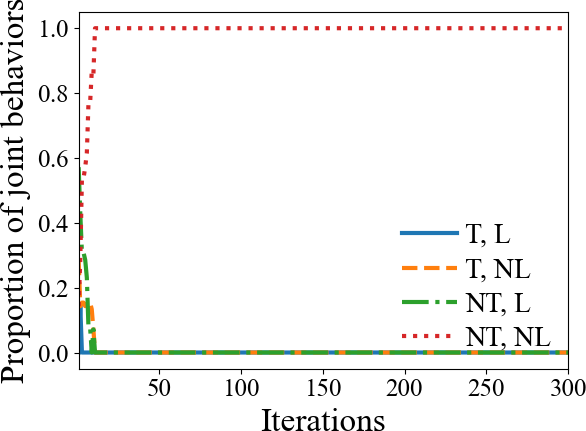 Proportion of joint behaviors
1.0
0.8
0.6
0.4
0.2
0.0
T, L
T, NL
NT, L
NT, NL
50 100 150 200 250 300
Iterations